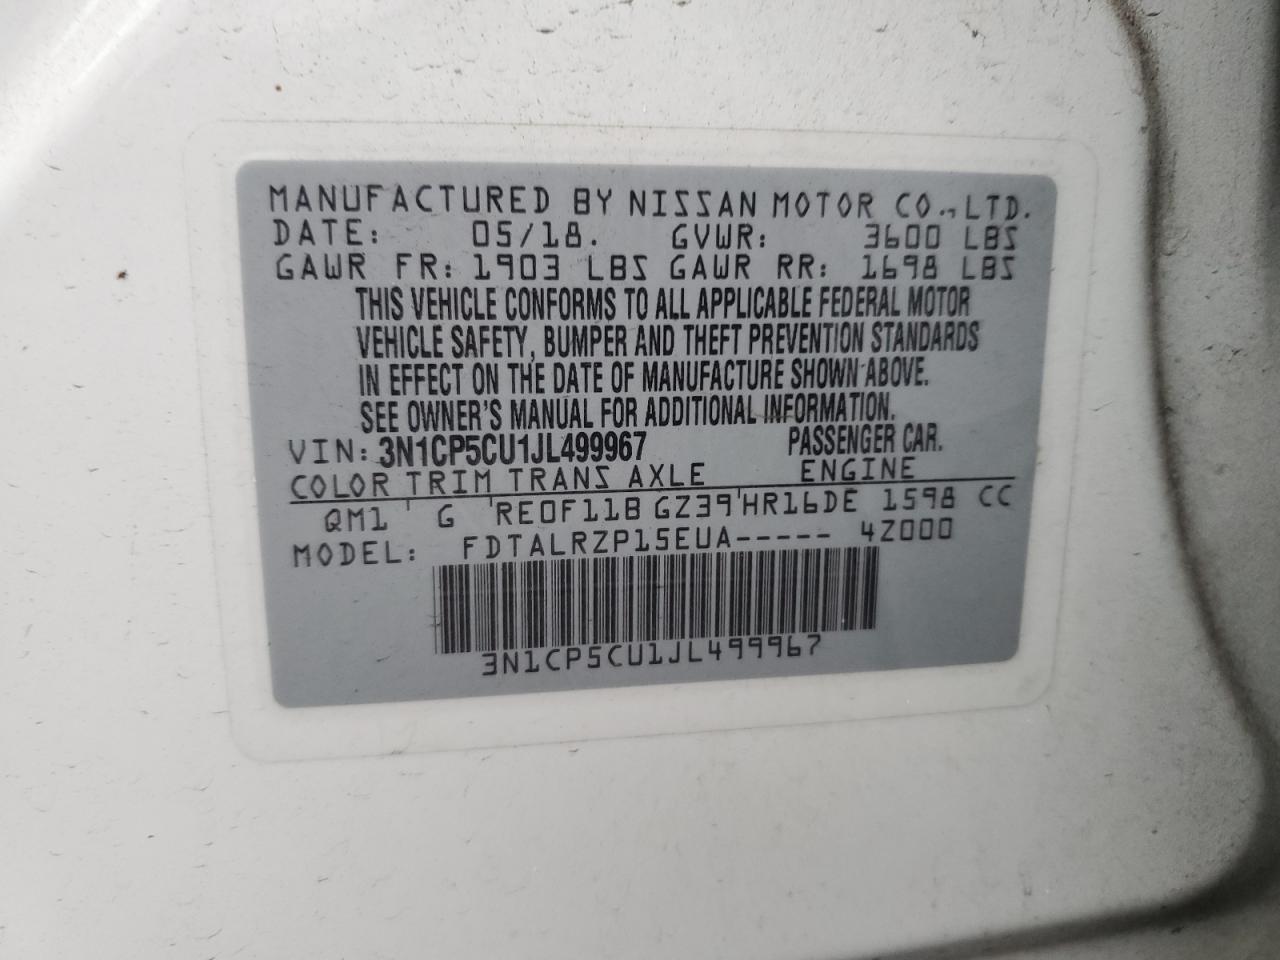 MANUFACTURED BY NISSAN MOTOR CO., LTD.
DATE: 05/18. GVWR: 3600 LBS
GAWR FR: 1903 LBS GAWR RR: 1698 LBS
THIS VEHICLE CONFORMS TO ALL APPLICABLE FEDERAL MOTOR
VEHICLE SAFETY, BUMPER AND THEFT PREVENTION STANDARDS
IN EFFECT ON THE DATE OF MANUFACTURE SHOWN ABOVE.
SEE OWNER'S MANUAL FOR ADDITIONAL INFORMATION.
VIN: 3N1CP5CU1JL499967 PASSENGER CAR.
COLOR TRIM TRANS AXLE ENGINE
QM1 ' G 'RE0F11B GZ39'HR16DE 1598 CC
MODEL: FDTALRZP15EUA----- 4Z000
3N1CP5CU1JL499967